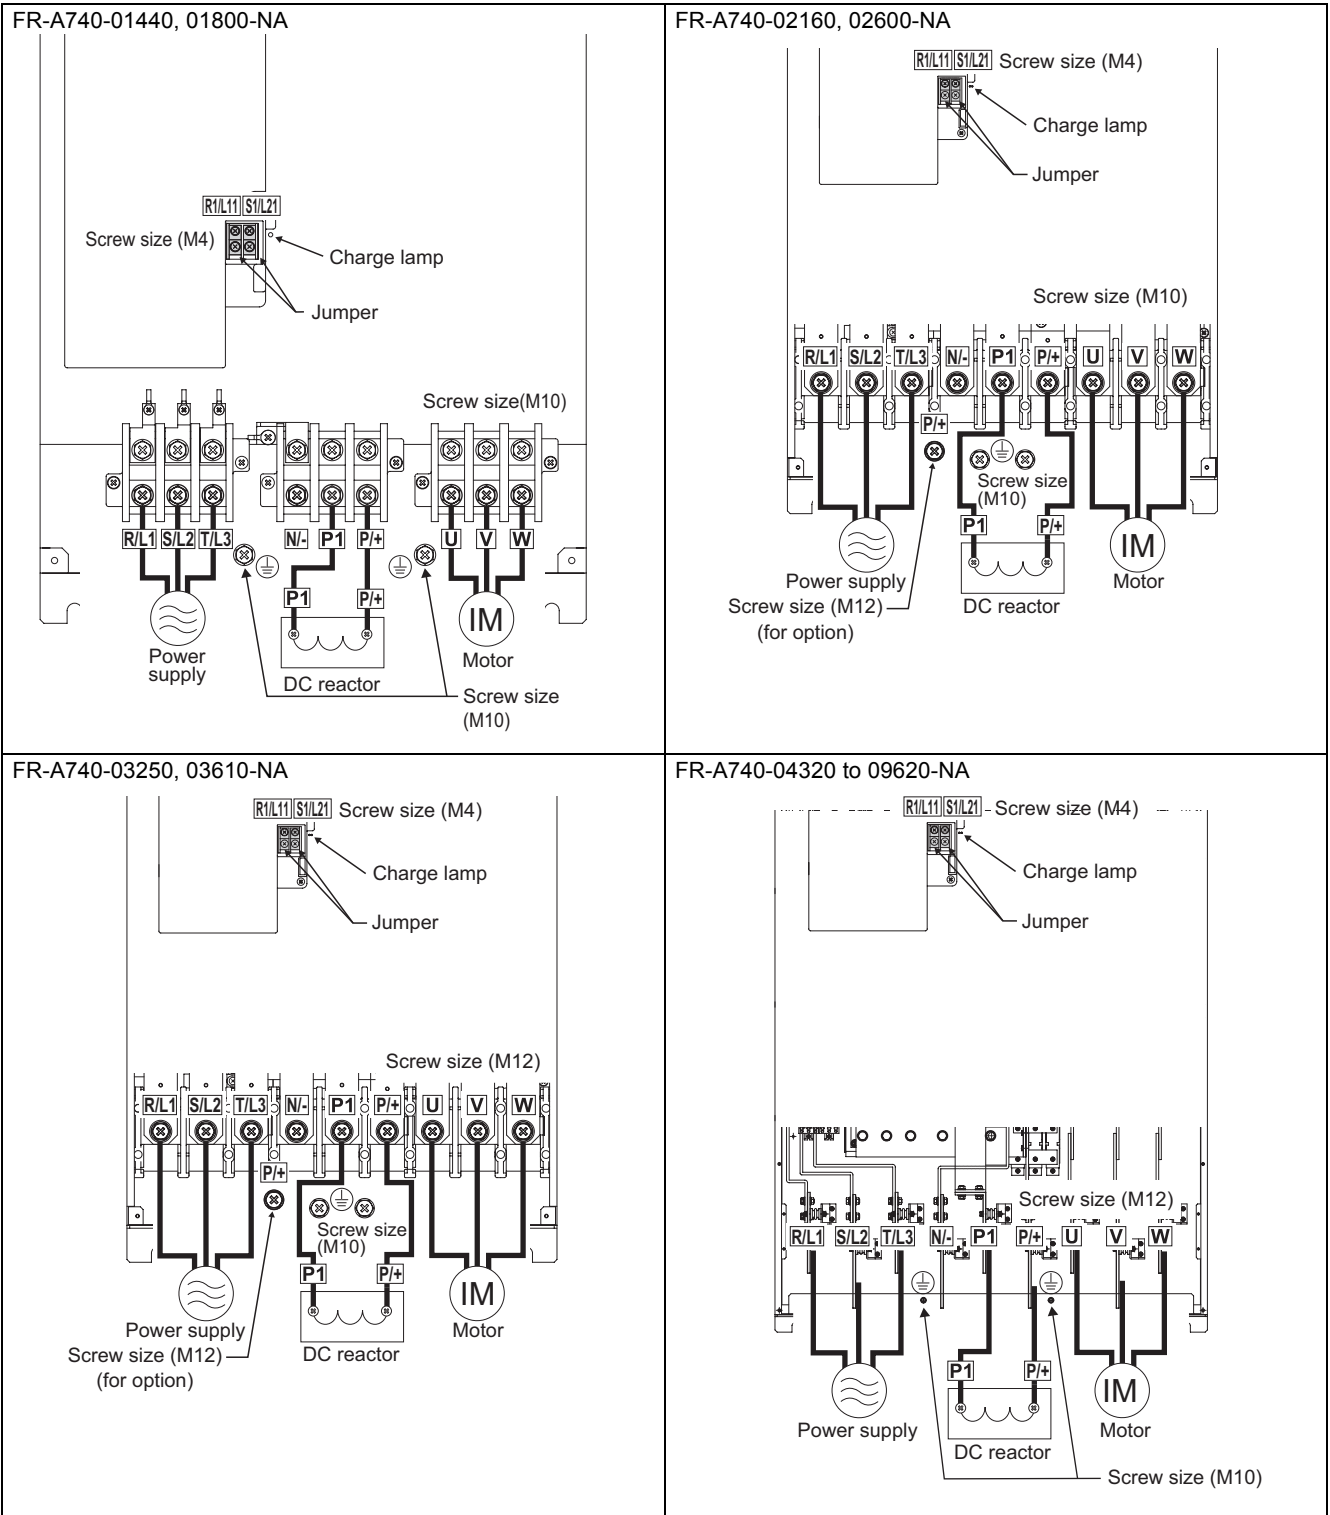 FR-A740-01440, 01800-NA
R1/L11 S1/L21
Screw size (M4)
Charge lamp
Jumper
Screw size(M10)
R/L1 S/L2 T/L3 N/- P1 P/+ U V W
P1 P/+
IM
Power
supply
Motor
DC reactor
Screw size
(M10)
FR-A740-02160, 02600-NA
R1/L11 S1/L21 Screw size (M4)
Charge lamp
Jumper
Screw size (M10)
R/L1 S/L2 T/L3 N/- P1 P/+ U V W
P/+
Screw size
(M10)
P1 P/+
IM
Power supply
Motor
Screw size (M12)
DC reactor
(for option)
FR-A740-03250, 03610-NA
R1/L11 S1/L21 Screw size (M4)
Charge lamp
Jumper
Screw size (M12)
R/L1 S/L2 T/L3 N/- P1 P/+ U V W
P/+
Screw size
(M10)
P1 P/+
IM
Power supply
Motor
Screw size (M12)
DC reactor
(for option)
FR-A740-04320 to 09620-NA
R1/L11 S1/L21 Screw size (M4)
Charge lamp
Jumper
Screw size (M12)
R/L1 S/L2 T/L3 N/- P1 P/+ U V W
P1 P/+
IM
Power supply
Motor
DC reactor
Screw size (M10)